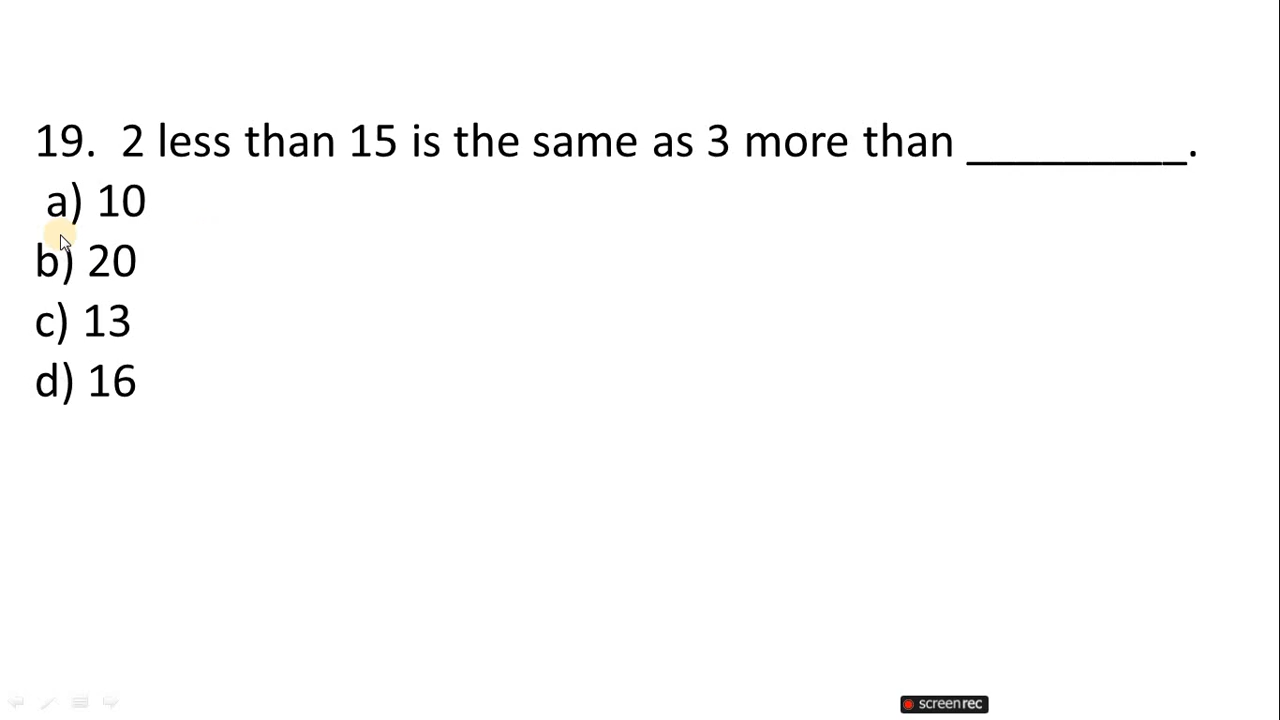 19. 2 less than 15 is the same as 3 more than __________.
a) 10
b) 20
c) 13
d) 16
screenrec